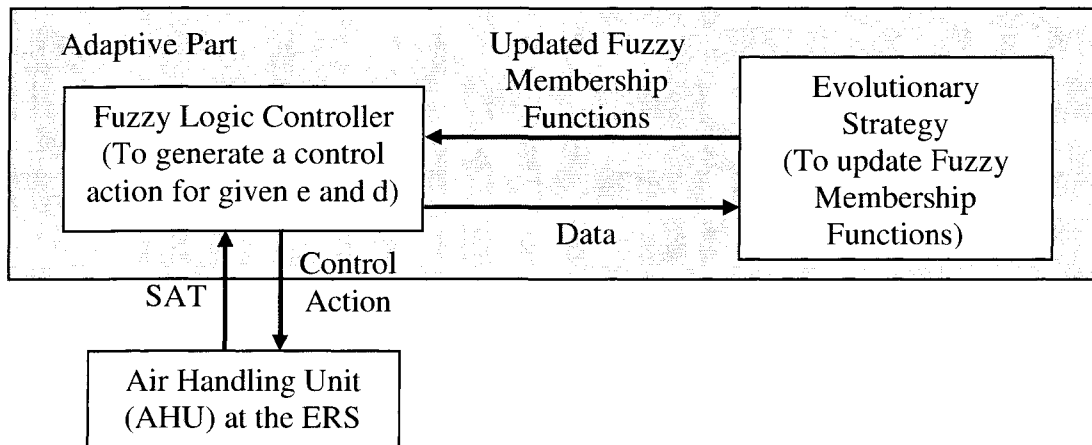 Adaptive Part
Updated Fuzzy
Membership
Functions
Fuzzy Logic Controller
(To generate a control
action for given e and d)
Evolutionary
Strategy
(To update Fuzzy
Membership
Functions)
Data
SAT
Control
Action
Air Handling Unit
(AHU) at the ERS